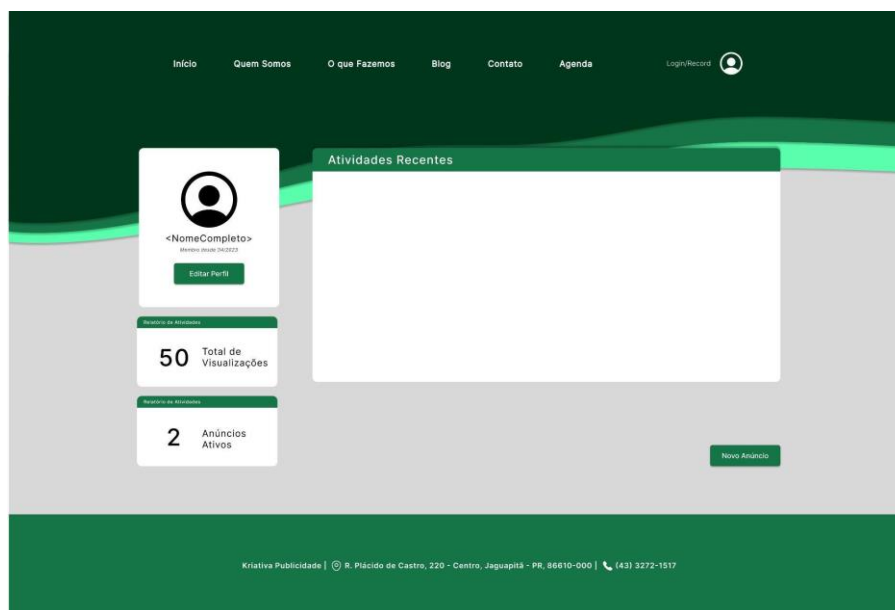 Início Quem Somos O que Fazemos Blog Contato Agenda Login/Record
Atividades Recentes
<NomeCompleto>
Membro desde 04/2023
Editar Perfil
Relatório de Atividades
50 Total de
Visualizações
Relatório de Atividades
2 Anúncios
Ativos
Novo Anúncio
Kriativa Publicidade | R. Plácido de Castro, 220 - Centro, Jaguapitã - PR, 86610-000 | (43) 3272-1517